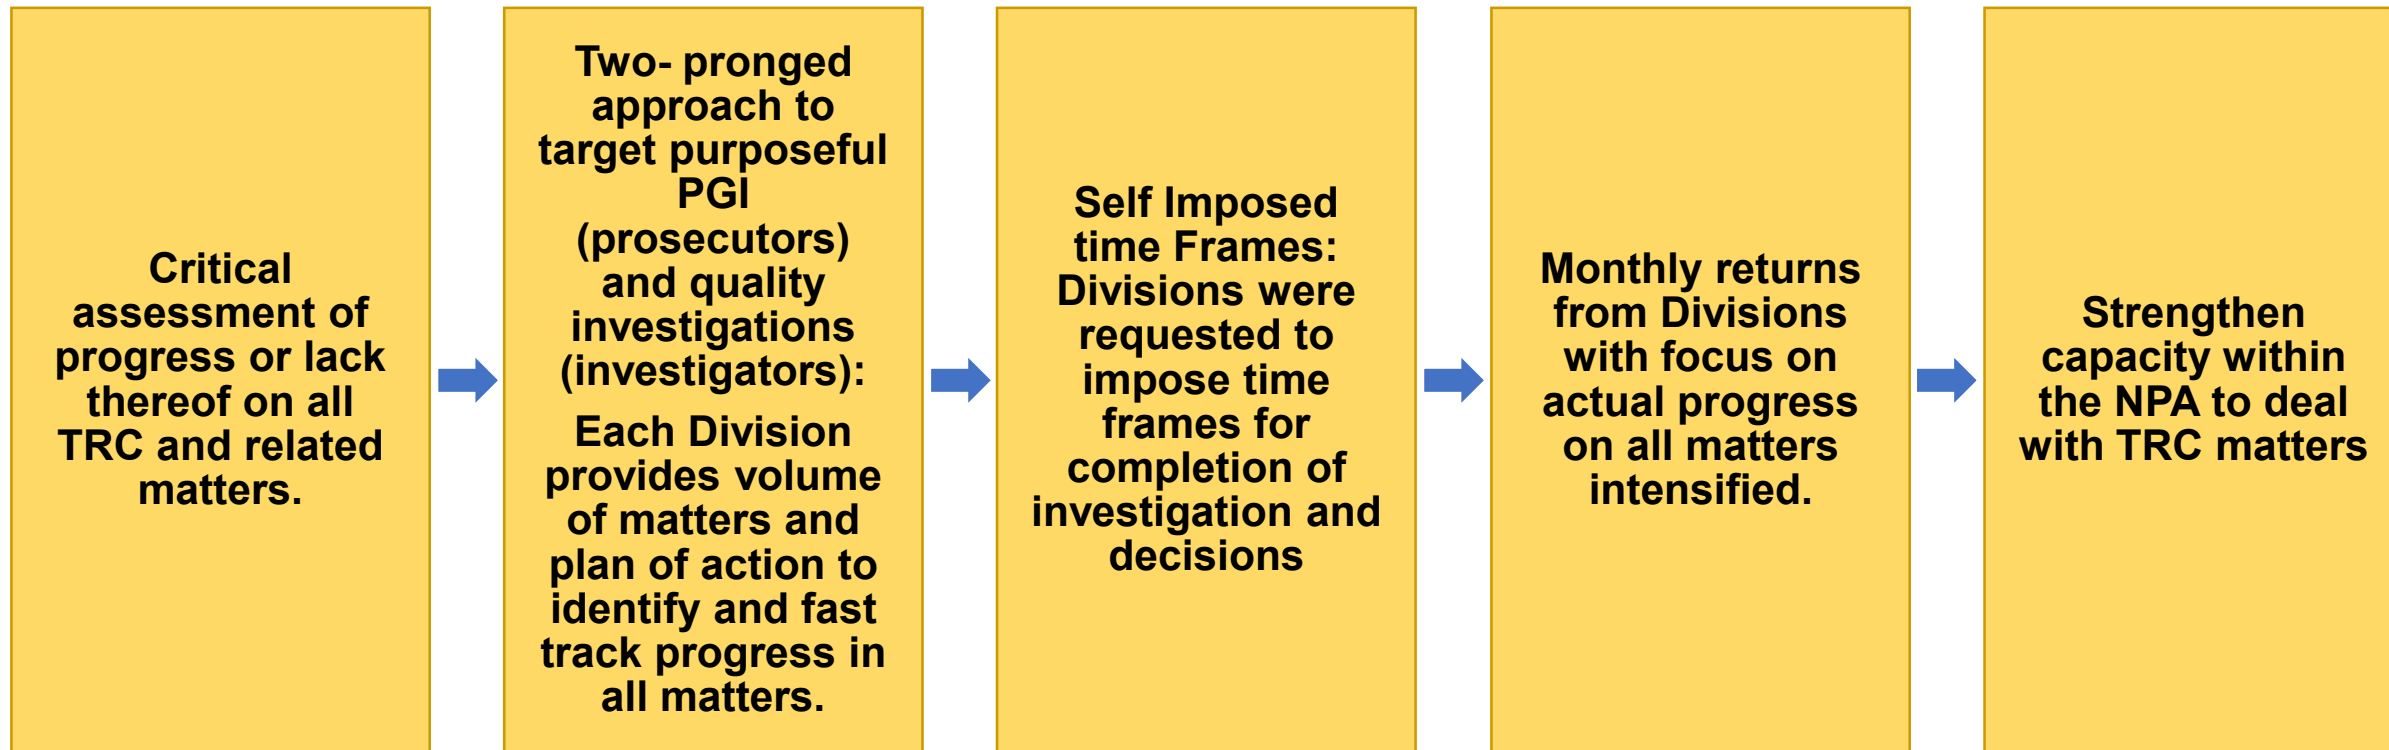 Critical
assessment of
progress or lack
thereof on all
TRC and related
matters.
Two- pronged
approach to
target purposeful
PGI
(prosecutors)
and quality
investigations
(investigators):
Each Division
provides volume
of matters and
plan of action to
identify and fast
track progress in
all matters.
Self Imposed
time Frames:
Divisions were
requested to
impose time
frames for
completion of
investigation and
decisions
Monthly returns
from Divisions
with focus on
actual progress
on all matters
intensified.
Strengthen
capacity within
the NPA to deal
with TRC matters